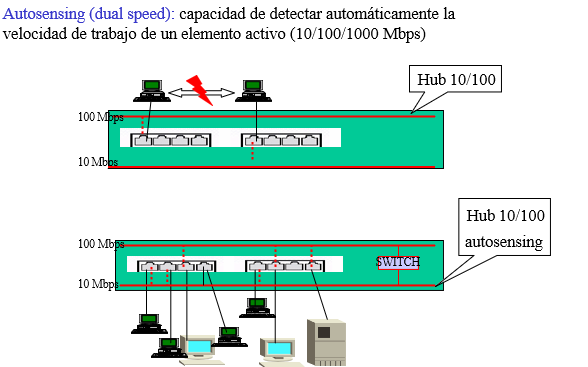 Autosensing (dual speed): capacidad de detectar automáticamente la
velocidad de trabajo de un elemento activo (10/100/1000 Mbps)
Hub 10/100
100 Mbps
10 Mbps
Hub 10/100
autosensing
100 Mbps
SWITCH
10 Mbps